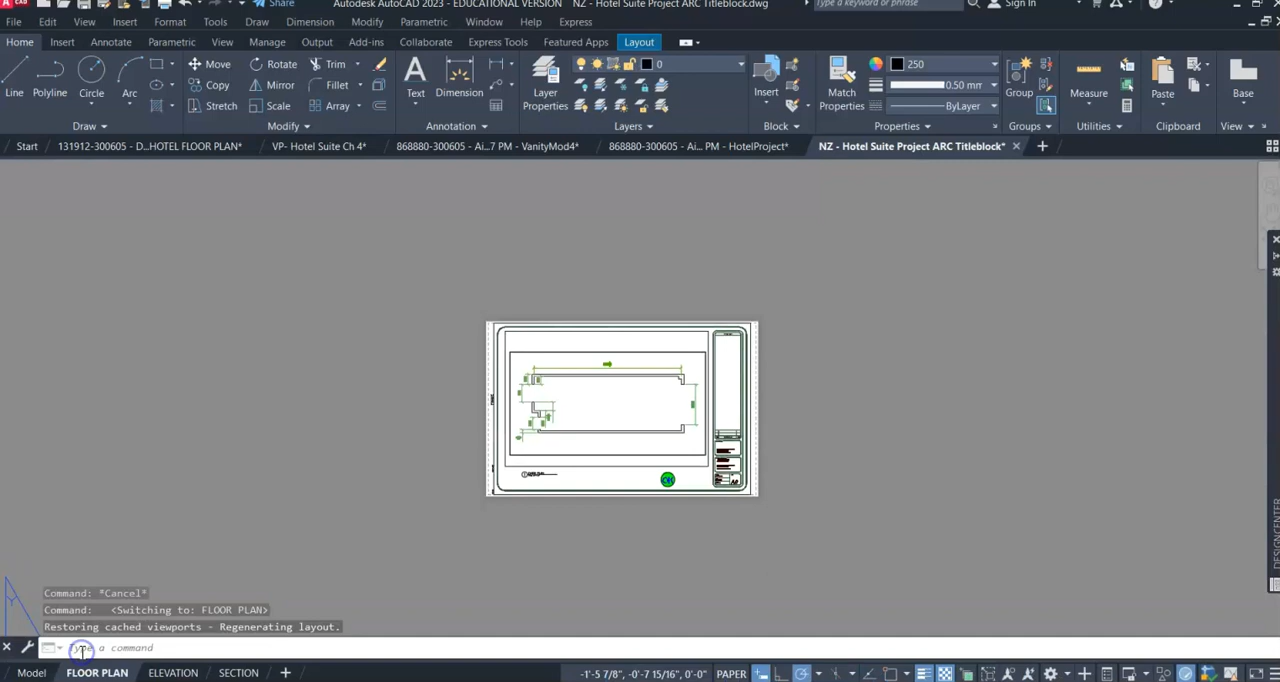 CAD Share Autodesk AutoCAD 2023 - EDUCATIONAL VERSION NZ - Hotel Suite Project ARC Titleblock.dwg Type a keyword or phrase Sign In
File Edit View Insert Format Tools Draw Dimension Modify Parametric Window Help Express
Home Insert Annotate Parametric View Manage Output Add-ins Collaborate Express Tools Featured Apps Layout
Move Rotate Trim 0 250
Line Polyline Circle Arc Copy Mirror Fillet Text Dimension Layer Properties Insert Match Properties 0.50 mm Group Measure Paste Base
Stretch Scale Array ByLayer
Draw Modify Annotation Layers Block Properties Groups Utilities Clipboard View
Start 131912-300605 - D...HOTEL FLOOR PLAN* VP- Hotel Suite Ch 4* 868880-300605 - Ai...7 PM - VanityMod4* 868880-300605 - Ai... PM - HotelProject* NZ - Hotel Suite Project ARC Titleblock*
DESIGNCENTER
Command: *Cancel*
Command: <Switching to: FLOOR PLAN>
Restoring cached viewports - Regenerating layout.
Type a command
Model FLOOR PLAN ELEVATION SECTION -1'-5 7/8", -0'-7 15/16", 0'-0" PAPER